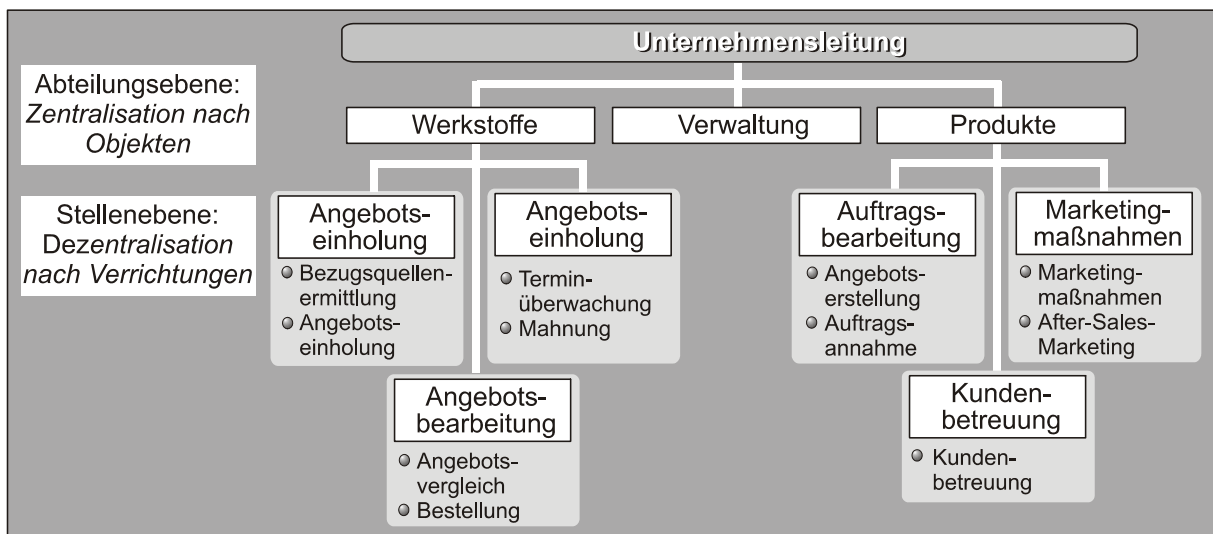 Unternehmensleitung
Abteilungsebene:
Zentralisation nach
Objekten
Werkstoffe
Verwaltung
Produkte
Stellenebene:
Dezentralisation
nach Verrichtungen
Angebots-
einholung
Bezugsquellen-
ermittlung
Angebots-
einholung
Angebots-
einholung
Termin-
überwachung
Mahnung
Auftrags-
bearbeitung
Angebots-
erstellung
Auftrags-
annahme
Marketing-
maßnahmen
Marketing-
maßnahmen
After-Sales-
Marketing
Angebots-
bearbeitung
Angebots-
vergleich
Bestellung
Kunden-
betreuung
Kunden-
betreuung